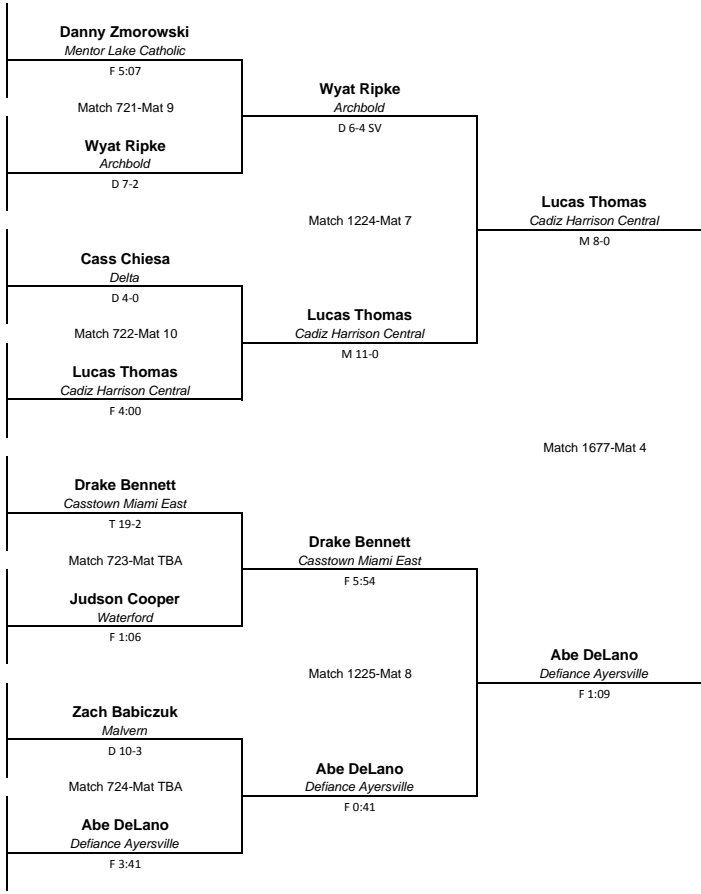 Danny Zmorowski
Mentor Lake Catholic
F 5:07
Match 721-Mat 9
Wyat Ripke
Archbold
D 7-2
Wyat Ripke
Archbold
D 6-4 SV
Match 1224-Mat 7
Cass Chiesa
Delta
D 4-0
Match 722-Mat 10
Lucas Thomas
Cadiz Harrison Central
F 4:00
Lucas Thomas
Cadiz Harrison Central
M 11-0
Lucas Thomas
Cadiz Harrison Central
M 8-0
Match 1677-Mat 4
Drake Bennett
Casstown Miami East
T 19-2
Match 723-Mat TBA
Judson Cooper
Waterford
F 1:06
Drake Bennett
Casstown Miami East
F 5:54
Match 1225-Mat 8
Zach Babiczuk
Malvern
D 10-3
Match 724-Mat TBA
Abe DeLano
Defiance Ayersville
F 3:41
Abe DeLano
Defiance Ayersville
F 0:41
Abe DeLano
Defiance Ayersville
F 1:09